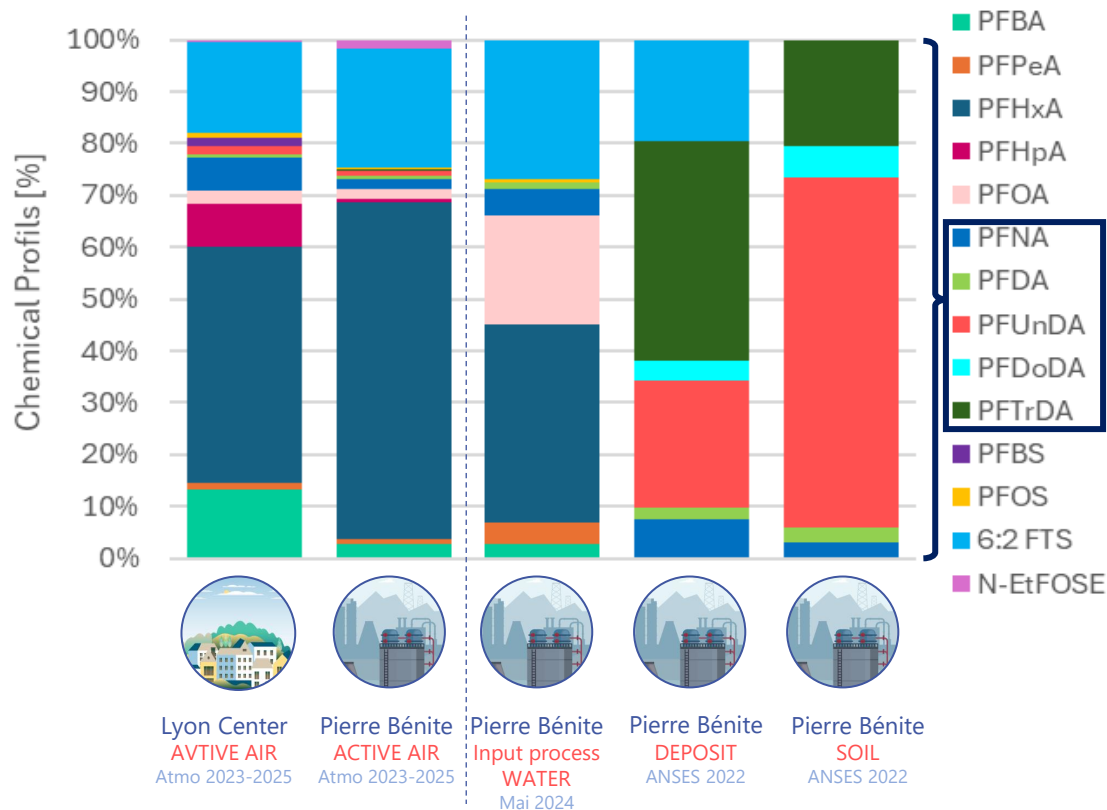 Chemical Profils [%]
100%
90%
80%
70%
60%
50%
40%
30%
20%
10%
0%
PFBA
PFPeA
PFHxA
PFHpA
PFOA
PFNA
PFDA
PFUnDA
PFDoDA
PFTrDA
PFBS
PFOS
6:2 FTS
N-EtFOSE
Lyon Center
AVTIVE AIR
Atmo 2023-2025
Pierre Bénite
ACTIVE AIR
Atmo 2023-2025
Pierre Bénite
Input process
WATER
Mai 2024
Pierre Bénite
DEPOSIT
ANSES 2022
Pierre Bénite
SOIL
ANSES 2022